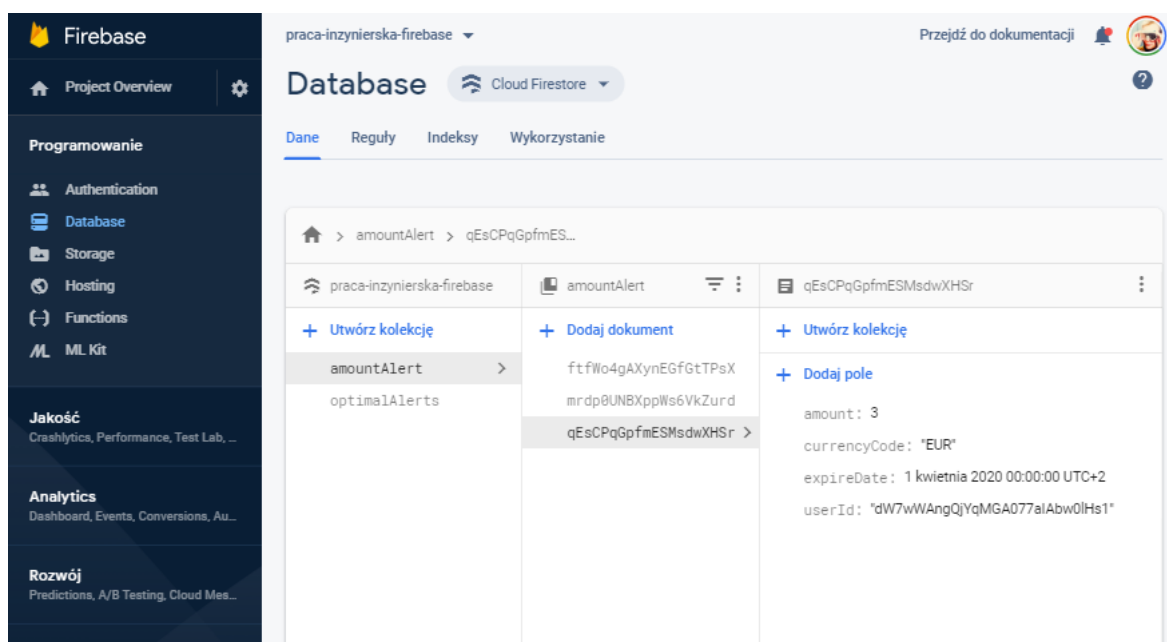 Firebase
Project Overview
Programowanie
Authentication
Database
Storage
Hosting
Functions
ML Kit
Jakość
Crashlytics, Performance, Test Lab, ...
Analytics
Dashboard, Events, Conversions, Au...
Rozwój
Predictions, A/B Testing, Cloud Mes...
praca-inzynierska-firebase
Przejdź do dokumentacji
Database
Cloud Firestore
Dane Reguły Indeksy Wykorzystanie
amountAlert > qEsCPqGpfmES...
praca-inzynierska-firebase
+ Utwórz kolekcję
amountAlert
optimalAlerts
amountAlert
+ Dodaj dokument
ftfWo4gAXynEGfGtTPsX
mrdp0UNBXppWs6VkZurd
qEsCPqGpfmESMsdwXHSr
qEsCPqGpfmESMsdwXHSr
+ Utwórz kolekcję
+ Dodaj pole
amount: 3
currencyCode: "EUR"
expireDate: 1 kwietnia 2020 00:00:00 UTC+2
userId: "dW7wWAngQjYqMGA077aIAbw0lHs1"